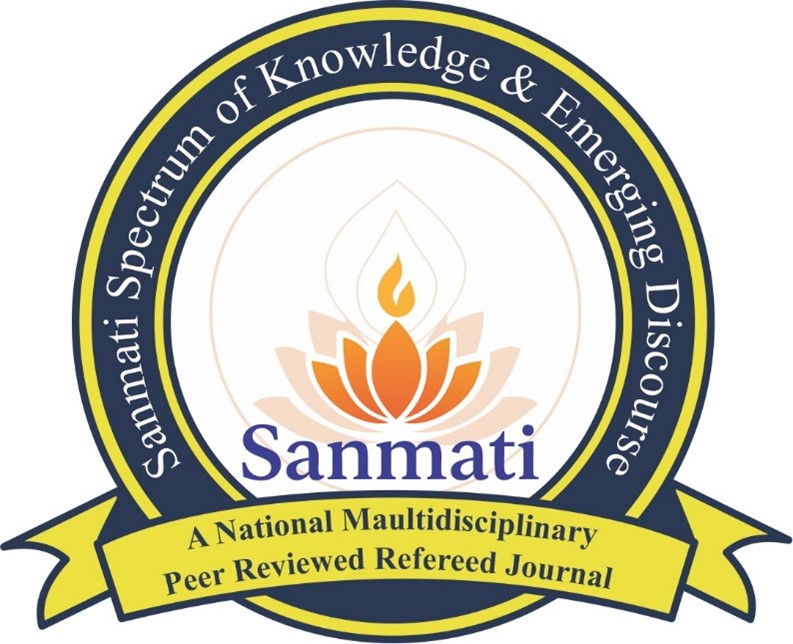 Sanmati Spectrum of Knowledge & Emerging Discourse
Sanmati
A National Maultidisciplinary
Peer Reviewed Refereed Journal